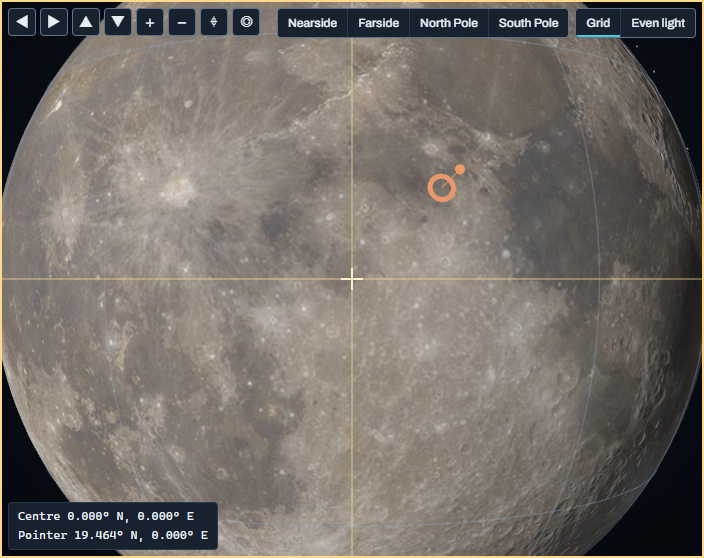 Nearside Farside North Pole South Pole Grid Even light
Centre 0.000° N, 0.000° E
Pointer 19.464° N, 0.000° E